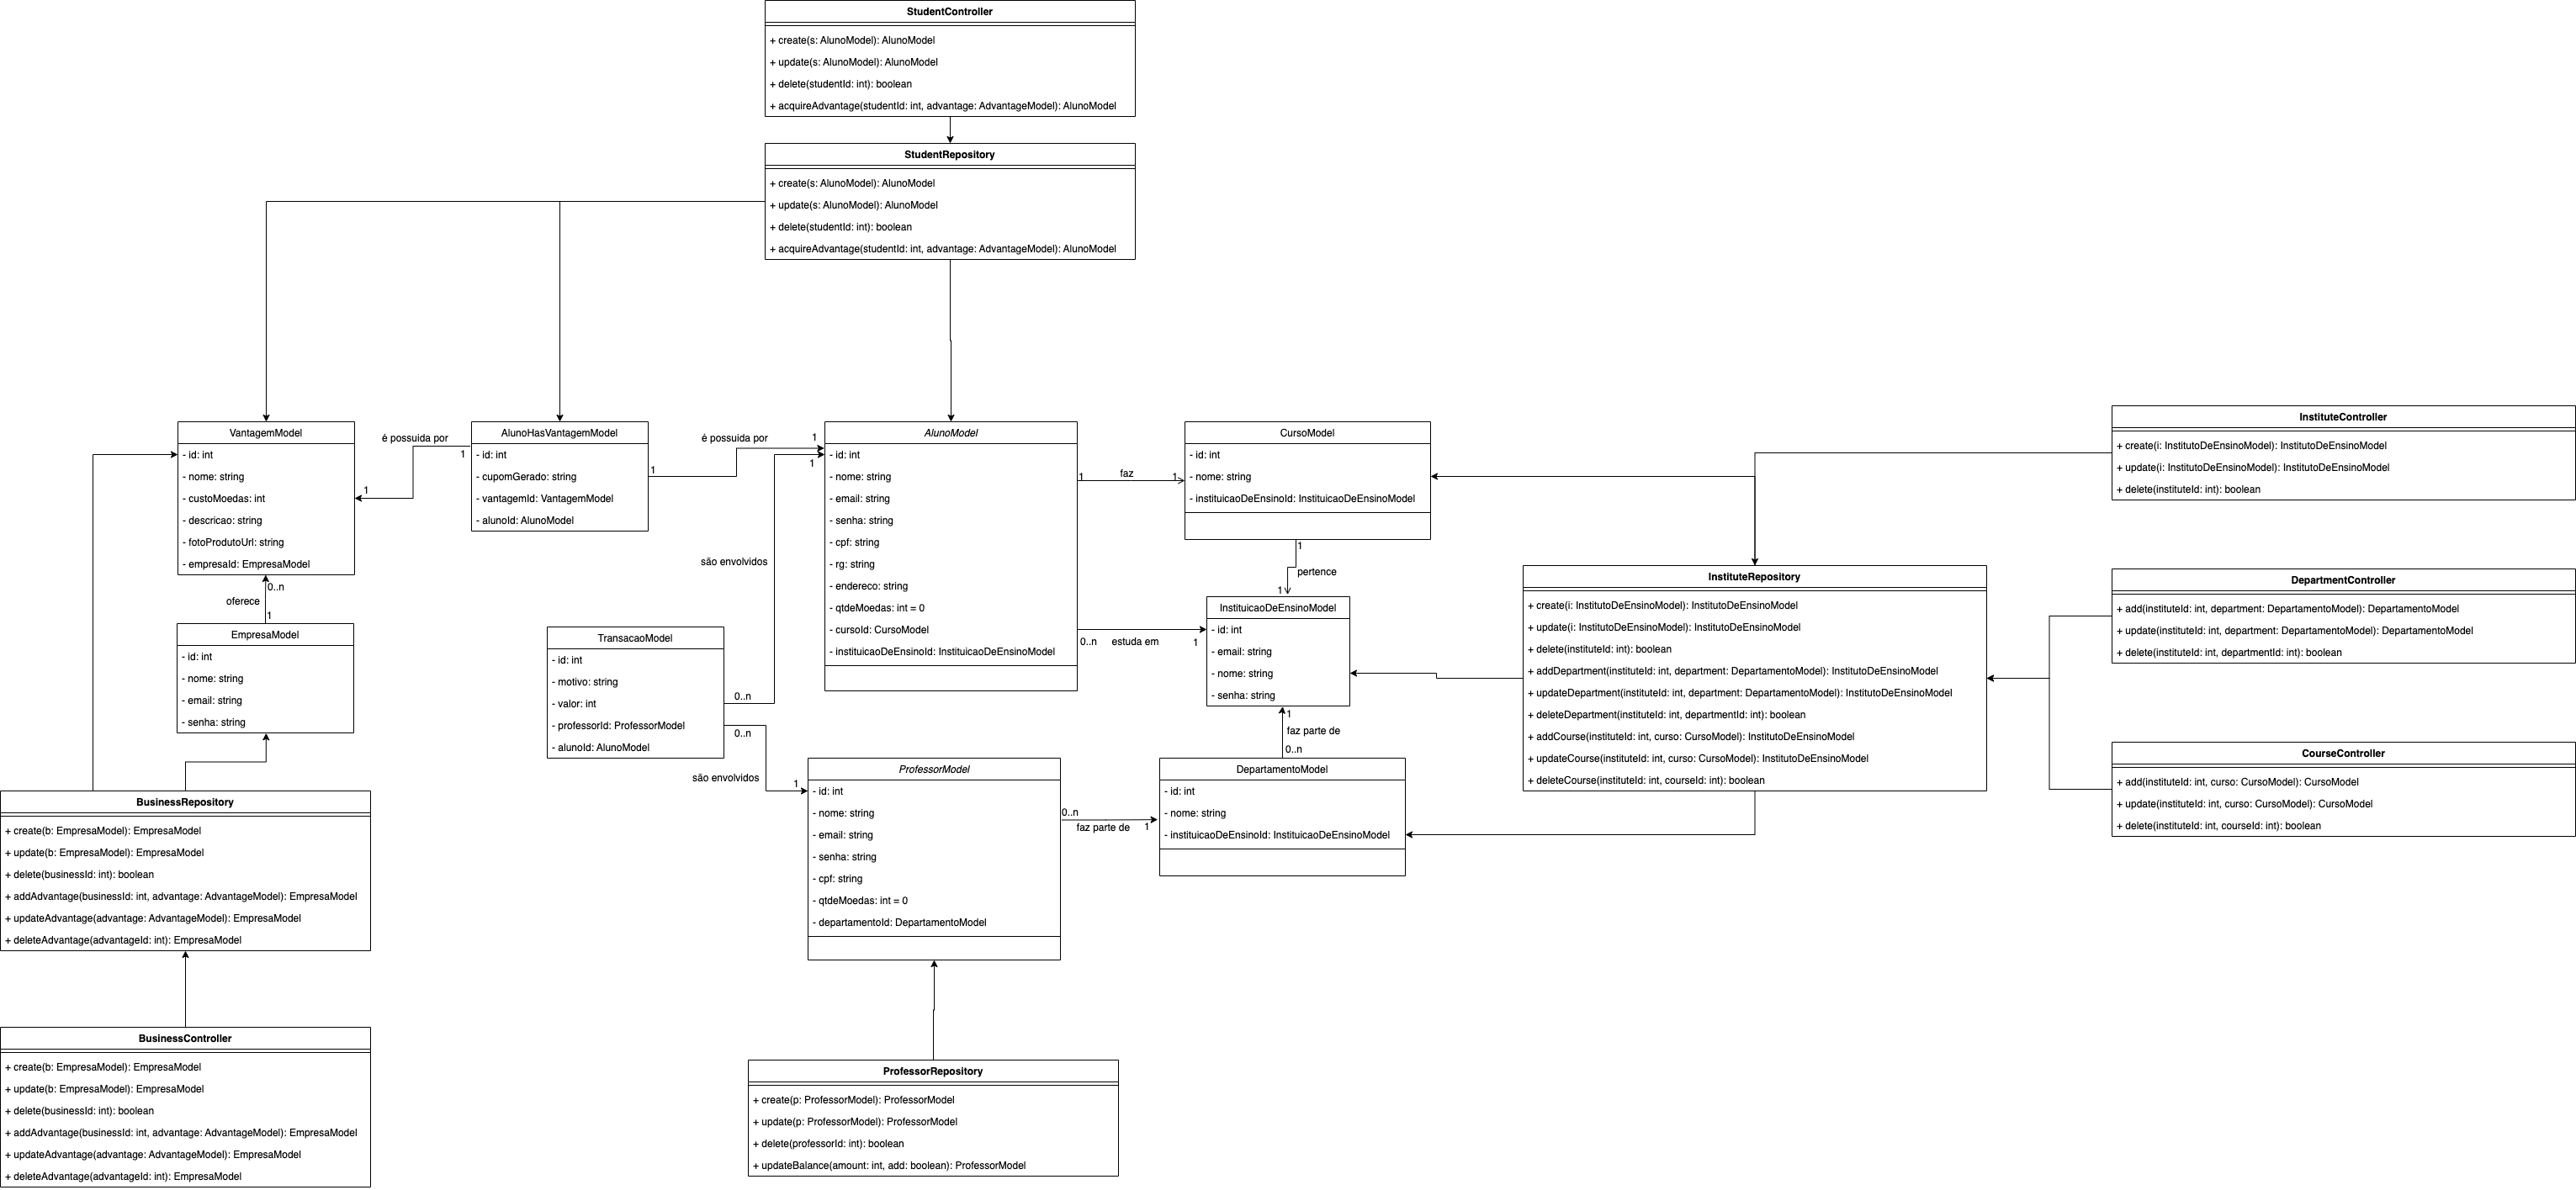 StudentController
+ create(s: AlunoModel): AlunoModel
+ update(s: AlunoModel): AlunoModel
+ delete(studentId: int): boolean
+ acquireAdvantage(studentId: int, advantage: AdvantageModel): AlunoModel
StudentRepository
+ create(s: AlunoModel): AlunoModel
+ update(s: AlunoModel): AlunoModel
+ delete(studentId: int): boolean
+ acquireAdvantage(studentId: int, advantage: AdvantageModel): AlunoModel
VantagemModel
- id: int
- nome: string
- custoMoedas: int
- descricao: string
- fotoProdutoUrl: string
- empresaId: EmpresaModel
é possuida por
1
1
AlunoHasVantagemModel
- id: int
- cupomGerado: string
- vantagemId: VantagemModel
- alunoId: AlunoModel
é possuida por
1
1
1
são envolvidos
AlunoModel
- id: int
- nome: string
- email: string
- senha: string
- cpf: string
- rg: string
- endereco: string
- qtdeMoedas: int = 0
- cursoId: CursoModel
- instituicaoDeEnsinoId: InstituicaoDeEnsinoModel
1
faz
1
CursoModel
- id: int
- nome: string
- instituicaoDeEnsinoId: InstituicaoDeEnsinoModel
1
pertence
1
InstituicaoDeEnsinoModel
- id: int
- email: string
- nome: string
- senha: string
0..n
estuda em
1
InstituteController
+ create(i: InstitutoDeEnsinoModel): InstitutoDeEnsinoModel
+ update(i: InstitutoDeEnsinoModel): InstitutoDeEnsinoModel
+ delete(instituteId: int): boolean
InstituteRepository
+ create(i: InstitutoDeEnsinoModel): InstitutoDeEnsinoModel
+ update(i: InstitutoDeEnsinoModel): InstitutoDeEnsinoModel
+ delete(instituteId: int): boolean
+ addDepartment(instituteId: int, department: DepartamentoModel): InstitutoDeEnsinoModel
+ updateDepartment(instituteId: int, department: DepartamentoModel): InstitutoDeEnsinoModel
+ deleteDepartment(instituteId: int, departmentId: int): boolean
+ addCourse(instituteId: int, curso: CursoModel): InstitutoDeEnsinoModel
+ updateCourse(instituteId: int, curso: CursoModel): InstitutoDeEnsinoModel
+ deleteCourse(instituteId: int, courseId: int): boolean
DepartmentController
+ add(instituteId: int, department: DepartamentoModel): DepartamentoModel
+ update(instituteId: int, department: DepartamentoModel): DepartamentoModel
+ delete(instituteId: int, departmentId: int): boolean
CourseController
+ add(instituteId: int, curso: CursoModel): CursoModel
+ update(instituteId: int, curso: CursoModel): CursoModel
+ delete(instituteId: int, courseId: int): boolean
0..n
oferece
1
EmpresaModel
- id: int
- nome: string
- email: string
- senha: string
TransacaoModel
- id: int
- motivo: string
- valor: int
- professorId: ProfessorModel
- alunoId: AlunoModel
0..n
0..n
são envolvidos
1
ProfessorModel
- id: int
- nome: string
- email: string
- senha: string
- cpf: string
- qtdeMoedas: int = 0
- departamentoId: DepartamentoModel
0..n
faz parte de
1
1
faz parte de
0..n
DepartamentoModel
- id: int
- nome: string
- instituicaoDeEnsinoId: InstituicaoDeEnsinoModel
BusinessRepository
+ create(b: EmpresaModel): EmpresaModel
+ update(b: EmpresaModel): EmpresaModel
+ delete(businessId: int): boolean
+ addAdvantage(businessId: int, advantage: AdvantageModel): EmpresaModel
+ updateAdvantage(advantage: AdvantageModel): EmpresaModel
+ deleteAdvantage(advantageId: int): EmpresaModel
BusinessController
+ create(b: EmpresaModel): EmpresaModel
+ update(b: EmpresaModel): EmpresaModel
+ delete(businessId: int): boolean
+ addAdvantage(businessId: int, advantage: AdvantageModel): EmpresaModel
+ updateAdvantage(advantage: AdvantageModel): EmpresaModel
+ deleteAdvantage(advantageId: int): EmpresaModel
ProfessorRepository
+ create(p: ProfessorModel): ProfessorModel
+ update(p: ProfessorModel): ProfessorModel
+ delete(professorId: int): boolean
+ updateBalance(amount: int, add: boolean): ProfessorModel